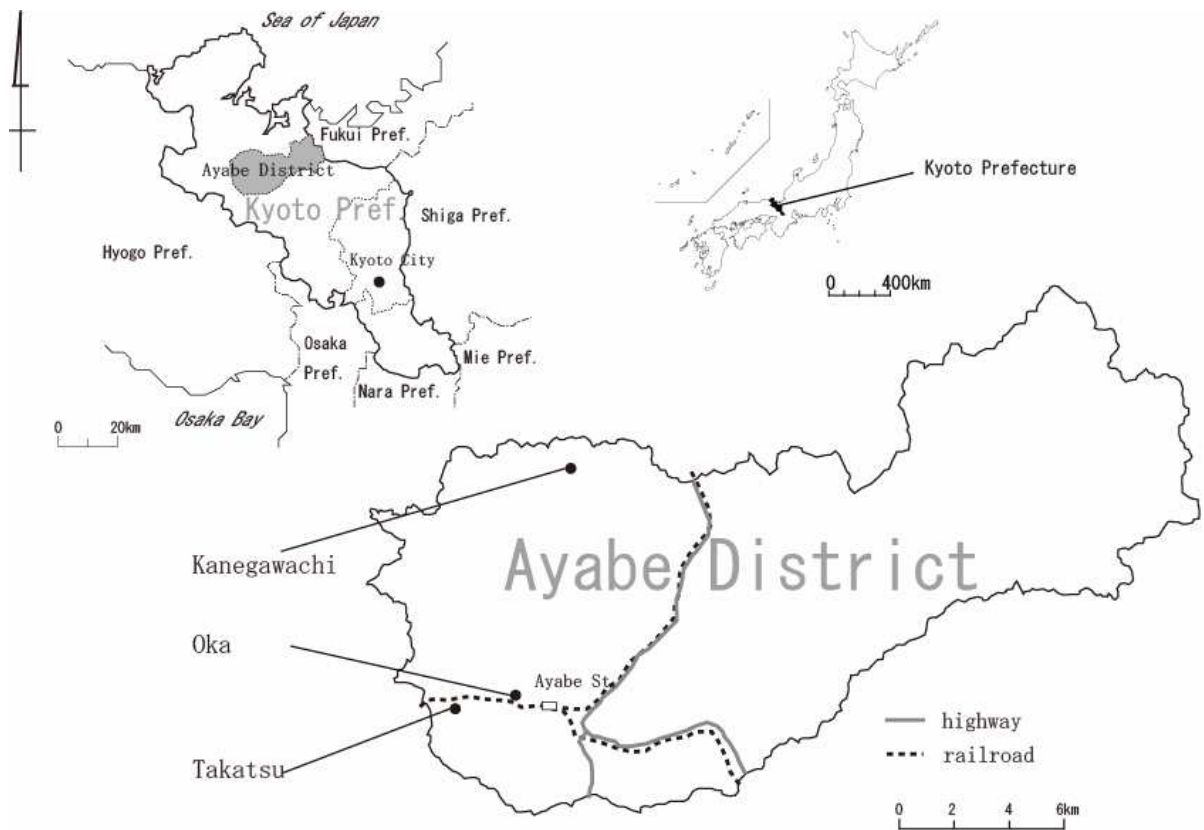 Sea of Japan
Fukui Pref.
Ayabe District
Kyoto Pref.
Shiga Pref.
Hyogo Pref.
Kyoto City
Osaka
Pref.
Mie Pref.
Nara Pref.
Osaka Bay
0 20km
Kyoto Prefecture
0 400km
Kanegawachi
Ayabe District
Oka
Ayabe St.
Takatsu
highway
railroad
0 2 4 6km